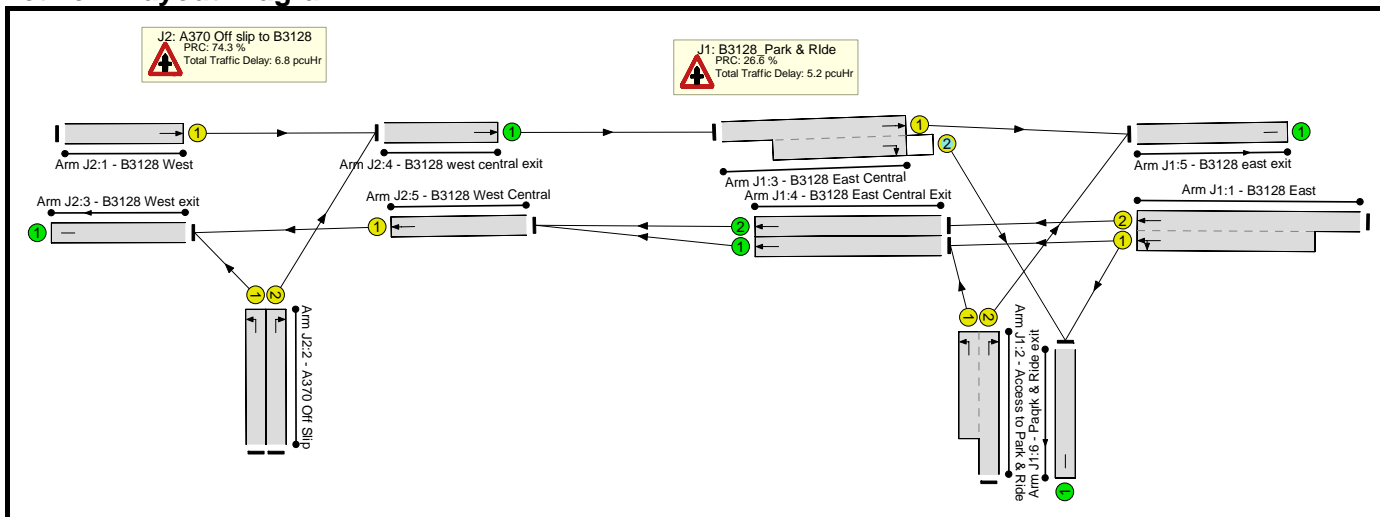 J2: A370 Off slip to B3128
PRC: 74.3 %
Total Traffic Delay: 6.8 pcuHr
J1: B3128_Park & RIde
PRC: 26.6 %
Total Traffic Delay: 5.2 pcuHr
1
Arm J2:1 - B3128 West
1
Arm J2:4 - B3128 west central exit
1
2
Arm J1:3 - B3128 East Central
1
Arm J1:5 - B3128 east exit
Arm J2:3 - B3128 West exit
1
Arm J2:5 - B3128 West Central
1
Arm J1:4 - B3128 East Central Exit
2
1
Arm J1:1 - B3128 East
2
1
1
2
Arm J2:2 - A370 Off Slip
1
2
Arm J1:2 - Access to Park & Ride
Arm J1:6 - Paqrk & Ride exit
1